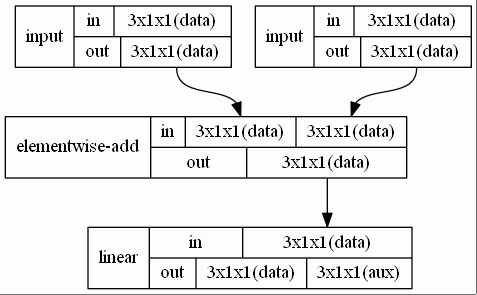 input in 3x1x1(data)
out 3x1x1(data)
input in 3x1x1(data)
out 3x1x1(data)
elementwise-add in 3x1x1(data) 3x1x1(data)
out 3x1x1(data)
linear in 3x1x1(data)
out 3x1x1(data) 3x1x1(aux)